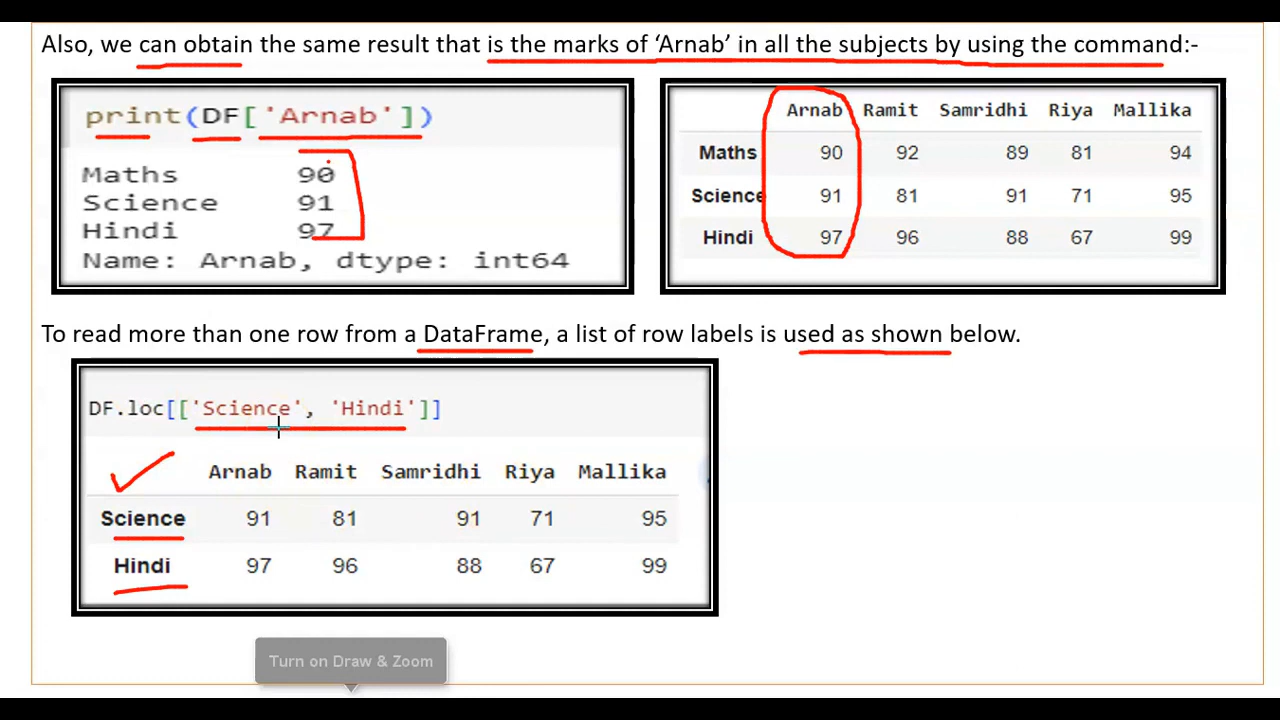 Also, we can obtain the same result that is the marks of ‘Arnab’ in all the subjects by using the command:-
print(DF['Arnab'])
Maths 90
Science 91
Hindi 97
Name: Arnab, dtype: int64
Arnab Ramit Samridhi Riya Mallika
Maths 90 92 89 81 94
Science 91 81 91 71 95
Hindi 97 96 88 67 99
To read more than one row from a DataFrame, a list of row labels is used as shown below.
DF.loc[['Science', 'Hindi']]
Arnab Ramit Samridhi Riya Mallika
Science 91 81 91 71 95
Hindi 97 96 88 67 99
Turn on Draw & Zoom